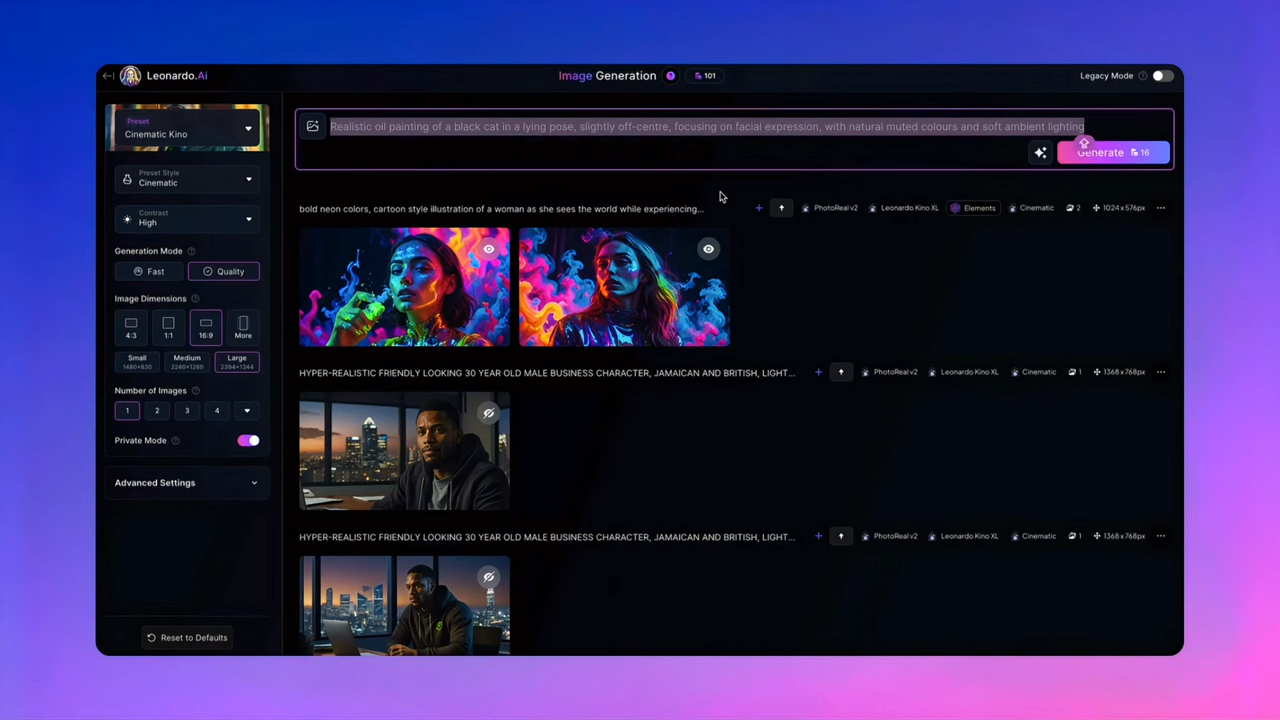 Leonardo.Ai
Image Generation
101
Legacy Mode
Preset
Cinematic Kino
Preset Style
Cinematic
Contrast
High
Generation Mode
Fast
Quality
Image Dimensions
4:3
1:1
16:9
More
Small
1480×830
Medium
2240×1260
Large
2394×1344
Number of Images
1
2
3
4
Private Mode
Advanced Settings
Reset to Defaults
Realistic oil painting of a black cat in a lying pose, slightly off-centre, focusing on facial expression, with natural muted colours and soft ambient lighting
Generate 16
bold neon colors, cartoon style illustration of a woman as she sees the world while experiencing...
PhotoReal v2 Leonardo Kino XL Elements Cinematic 2 1024 x 576px
HYPER-REALISTIC FRIENDLY LOOKING 30 YEAR OLD MALE BUSINESS CHARACTER, JAMAICAN AND BRITISH, LIGHT...
PhotoReal v2 Leonardo Kino XL Cinematic 1 1368 x 768px
HYPER-REALISTIC FRIENDLY LOOKING 30 YEAR OLD MALE BUSINESS CHARACTER, JAMAICAN AND BRITISH, LIGHT...
PhotoReal v2 Leonardo Kino XL Cinematic 1 1368 x 768px